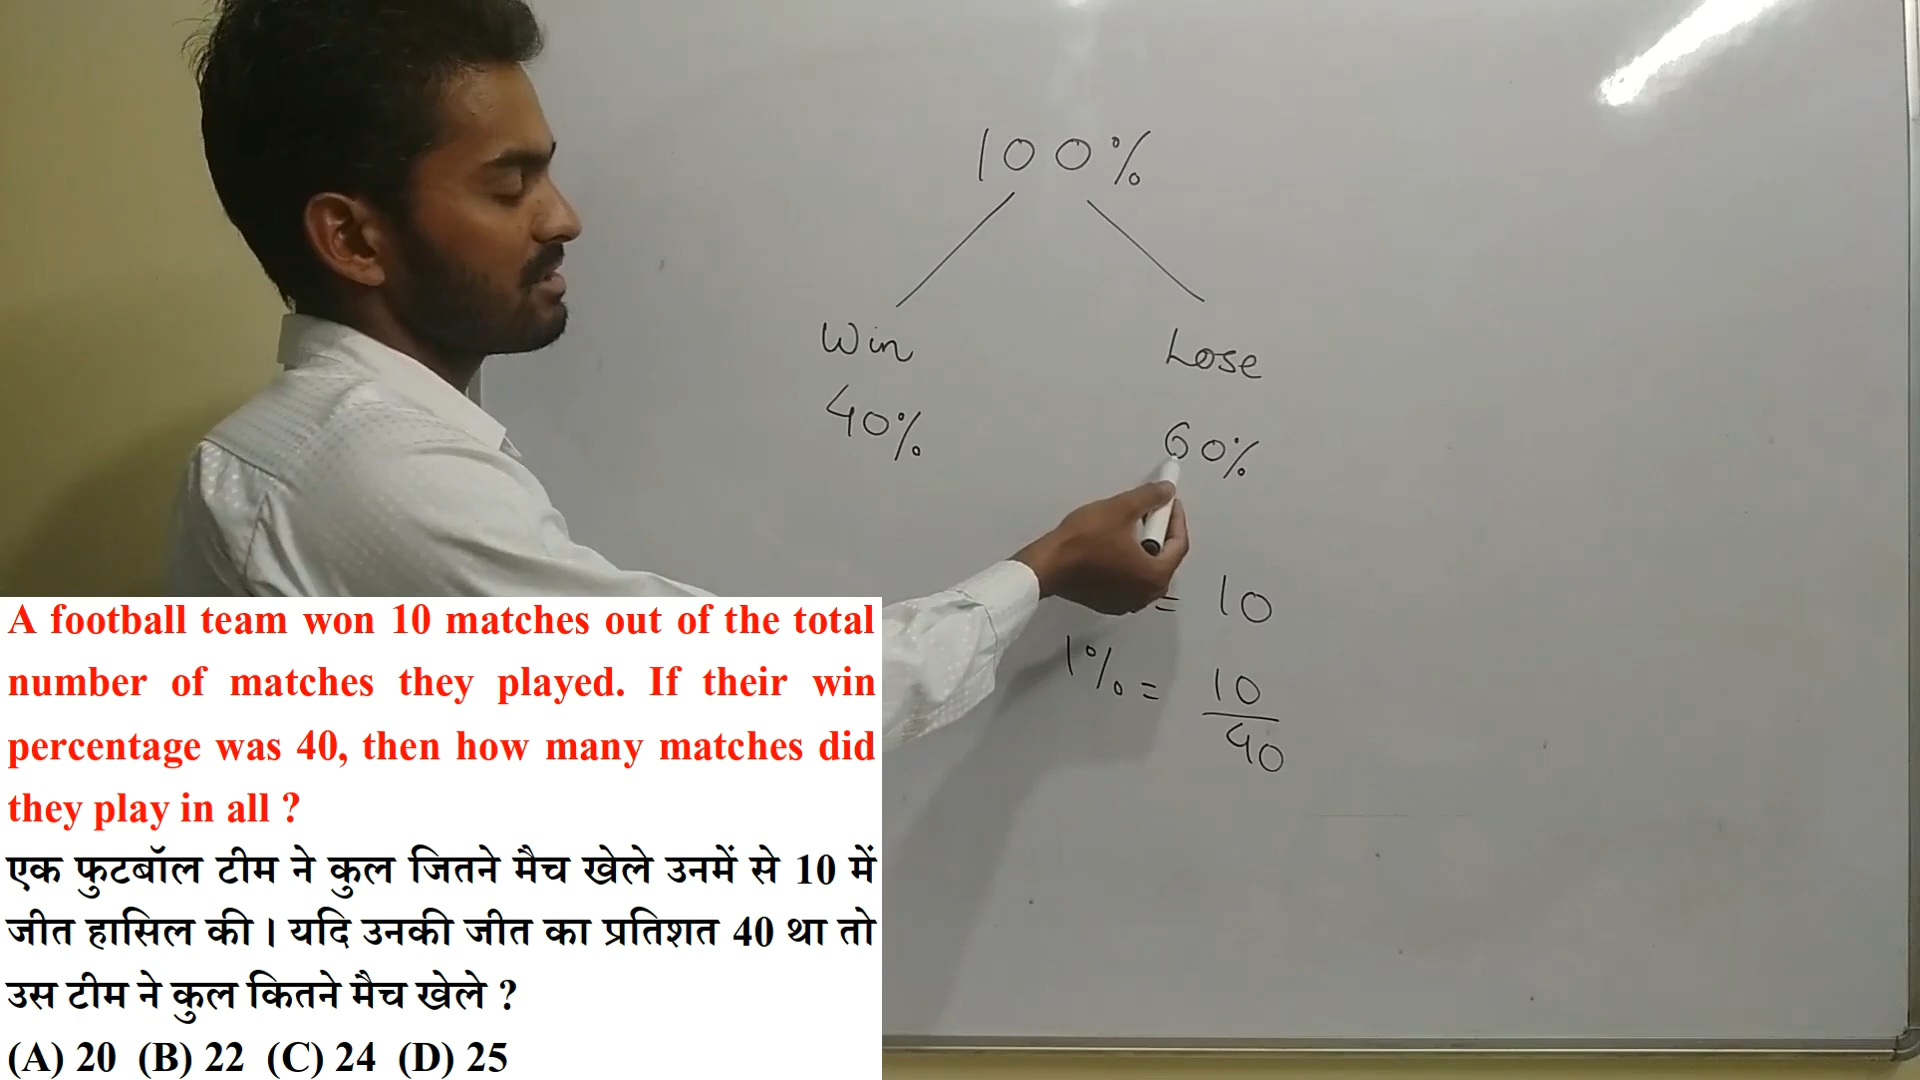 100%
Win Lose
40% 60%
= 10
1% = 10
40
A football team won 10 matches out of the total
number of matches they played. If their win
percentage was 40, then how many matches did
they play in all ?
एक फुटबॉल टीम ने कुल जितने मैच खेले उनमें से 10 में
जीत हासिल की । यदि उनकी जीत का प्रतिशत 40 था तो
उस टीम ने कुल कितने मैच खेले ?
(A) 20 (B) 22 (C) 24 (D) 25